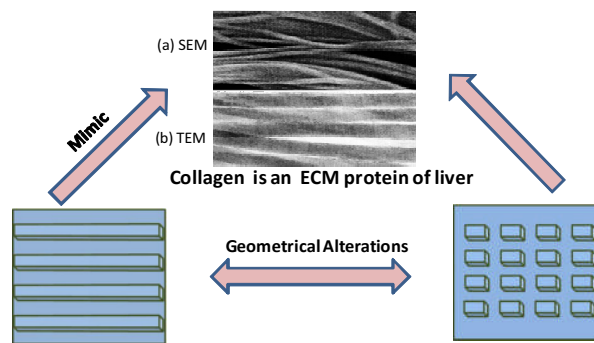 (a) SEM
Mimic
(b) TEM
Collagen is an ECM protein of liver
Geometrical Alterations